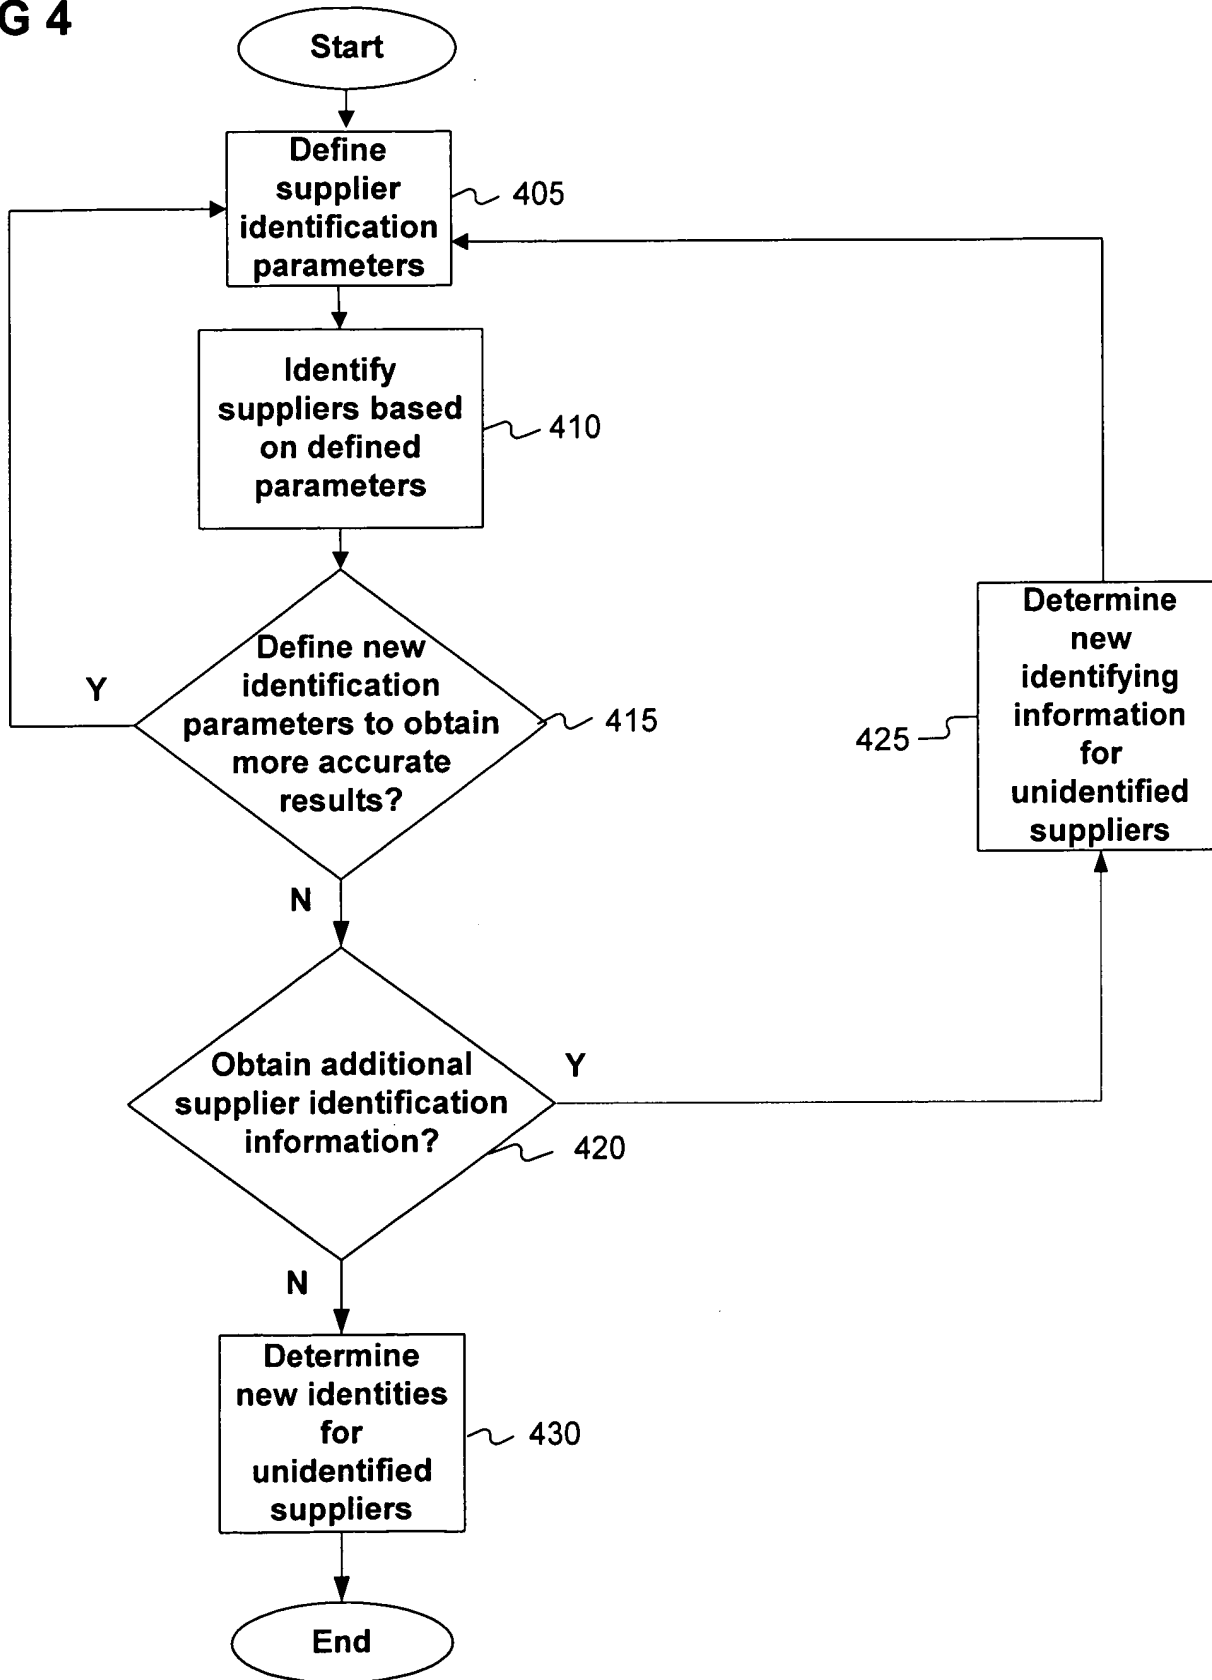 G 4
Start
Define
supplier
identification
parameters
405
Identify
suppliers based
on defined
parameters
410
Define new
identification
parameters to obtain
more accurate
results?
Y
415
N
Determine
new
identifying
information
for
unidentified
suppliers
425
Obtain additional
supplier identification
information?
Y
420
N
Determine
new identities
for
unidentified
suppliers
430
End